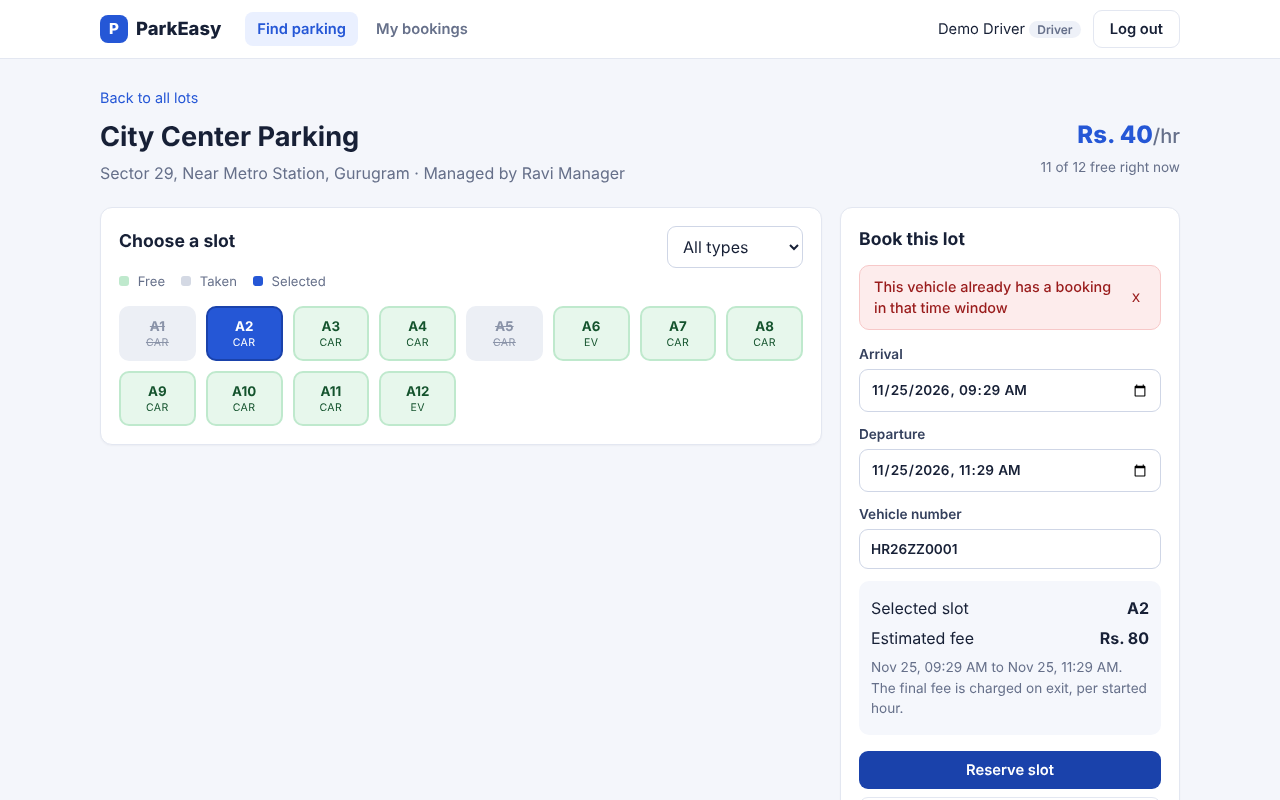 P ParkEasy Find parking My bookings Demo Driver Driver Log out
Back to all lots
City Center Parking
Rs. 40/hr
Sector 29, Near Metro Station, Gurugram · Managed by Ravi Manager
11 of 12 free right now
Choose a slot
All types
Free Taken Selected
A1 A2 A3 A4 A5 A6 A7 A8
CAR CAR CAR CAR CAR EV CAR CAR
A9 A10 A11 A12
CAR CAR CAR EV
Book this lot
This vehicle already has a booking
in that time window
x
Arrival
11/25/2026, 09:29 AM
Departure
11/25/2026, 11:29 AM
Vehicle number
HR26ZZ0001
Selected slot A2
Estimated fee Rs. 80
Nov 25, 09:29 AM to Nov 25, 11:29 AM.
The final fee is charged on exit, per started
hour.
Reserve slot